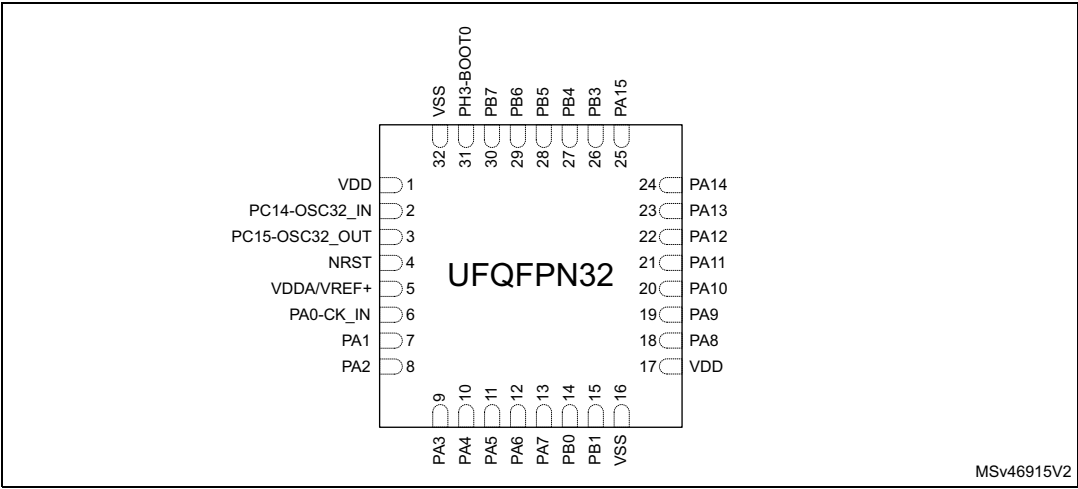 VSS
PH3-BOOT0
PB7
PB6
PB5
PB4
PB3
PA15
32
31
30
29
28
27
26
25
VDD 1
PC14-OSC32_IN 2
PC15-OSC32_OUT 3
NRST 4
VDDA/VREF+ 5
PA0-CK_IN 6
PA1 7
PA2 8
UFQFPN32
24 PA14
23 PA13
22 PA12
21 PA11
20 PA10
19 PA9
18 PA8
17 VDD
9
10
11
12
13
14
15
16
PA3
PA4
PA5
PA6
PA7
PB0
PB1
VSS
MSv46915V2